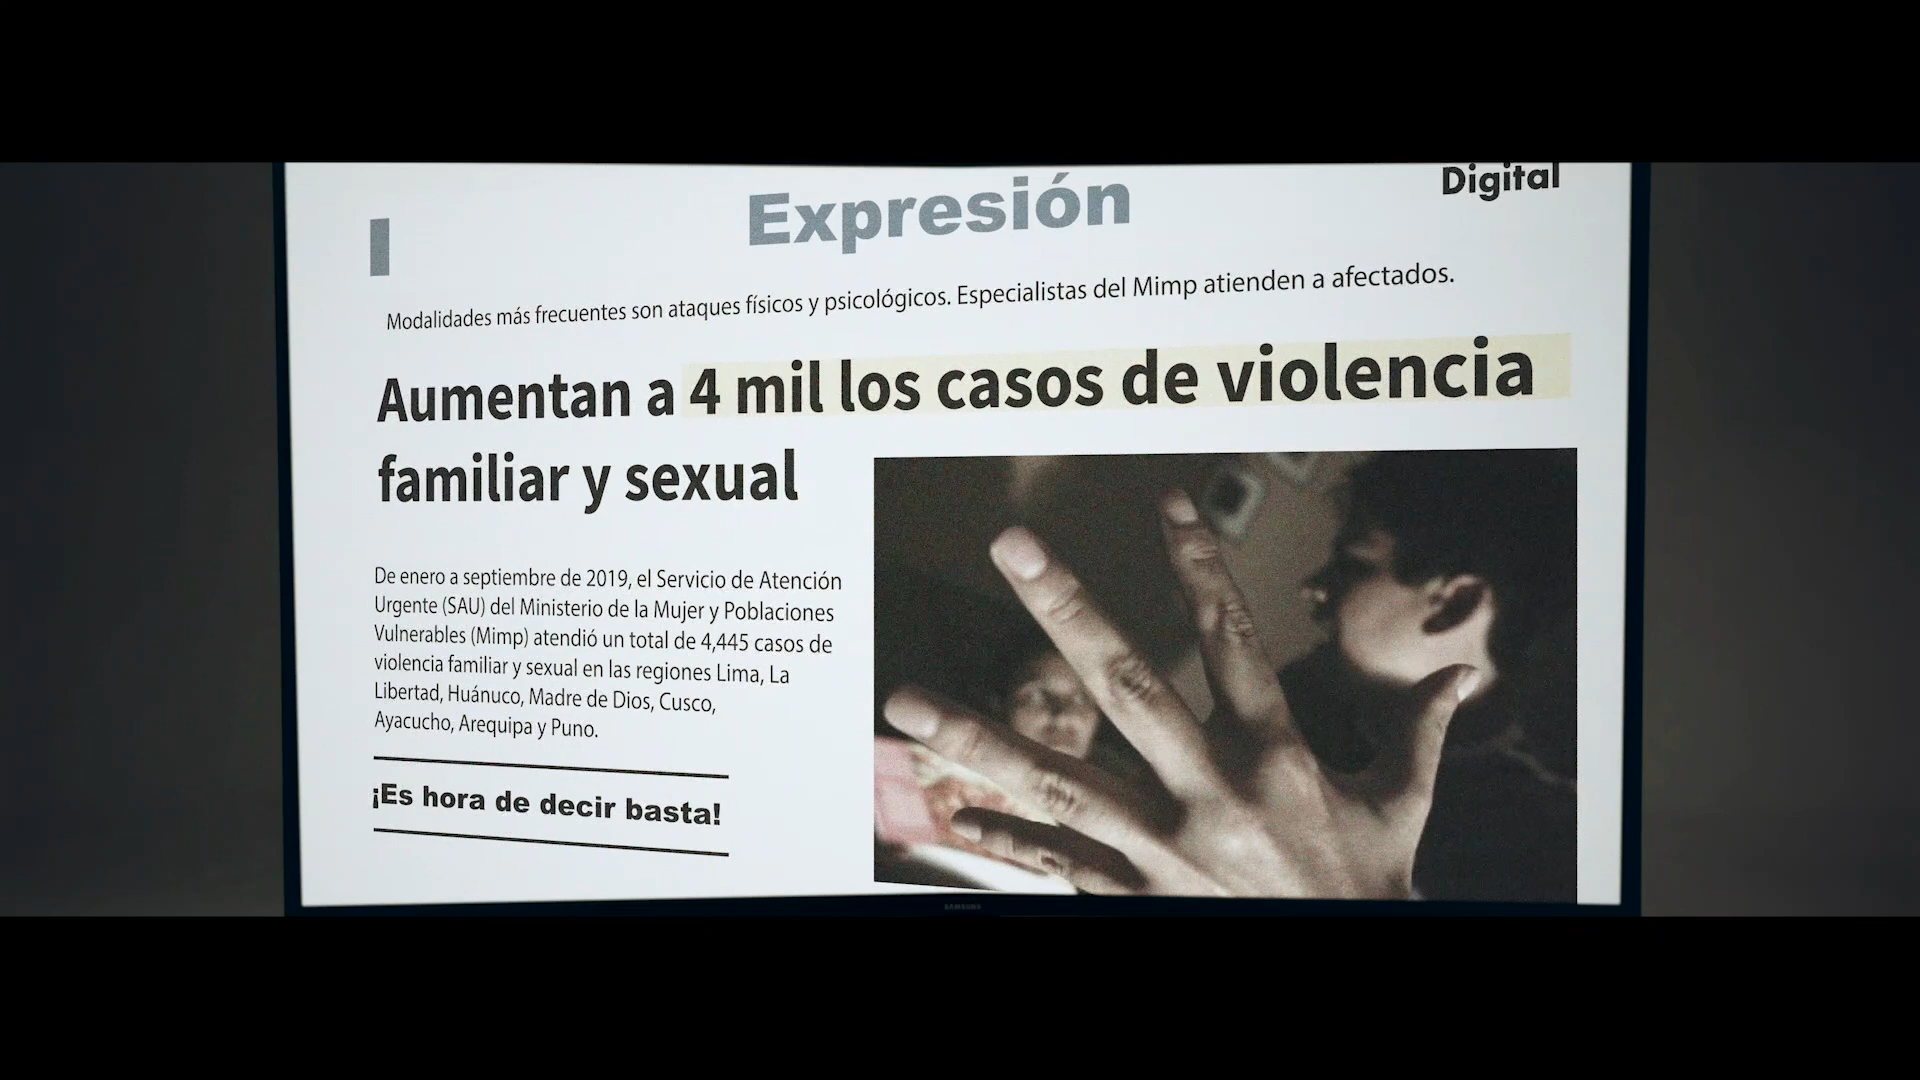 Digital
Expresión
Modalidades más frecuentes son ataques físicos y psicológicos. Especialistas del Mimp atienden a afectados.
Aumentan a 4 mil los casos de violencia
familiar y sexual
De enero a septiembre de 2019, el Servicio de Atención
Urgente (SAU) del Ministerio de la Mujer y Poblaciones
Vulnerables (Mimp) atendió un total de 4,445 casos de
violencia familiar y sexual en las regiones Lima, La
Libertad, Huánuco, Madre de Dios, Cusco,
Ayacucho, Arequipa y Puno.
¡Es hora de decir basta!
SAMSUNG